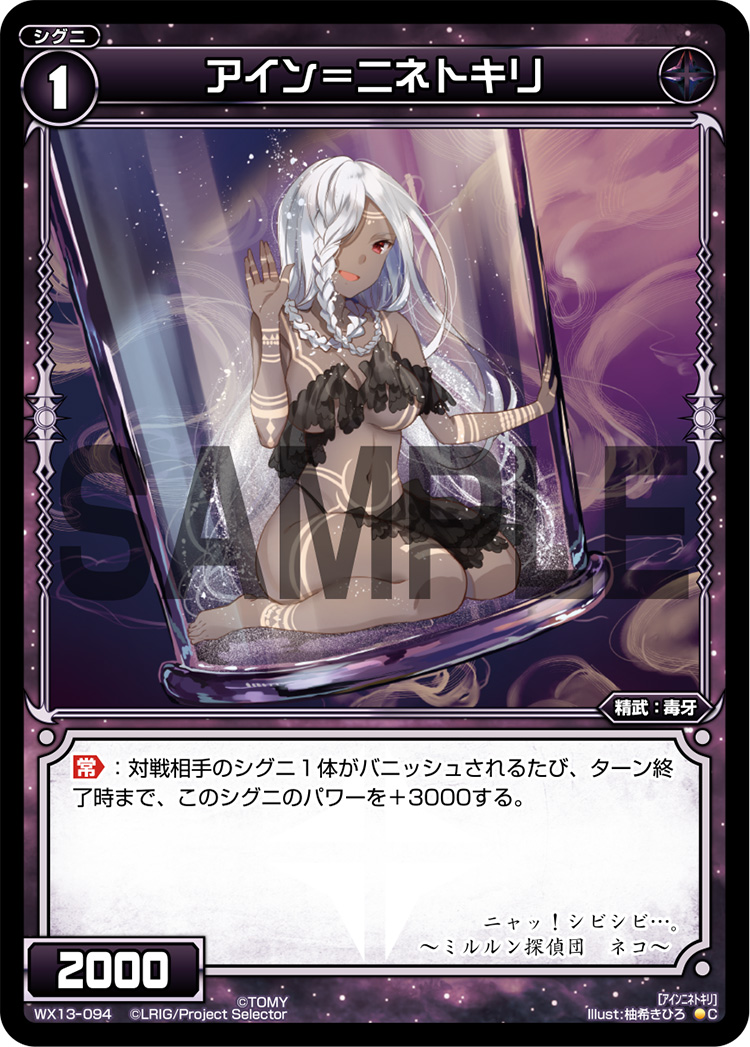 シグニ
1
アイン＝ニネトキリ
SAMPLE
精武：毒牙
常：対戦相手のシグニ１体がバニッシュされるたび、ターン終
了時まで、このシグニのパワーを＋3000する。
ニャッ！シビシビ…。
～ミルルン探偵団　ネコ～
2000
©TOMY
[アインニネトキリ]
WX13-094 ©LRIG/Project Selector
Illust:柚希きひろ C